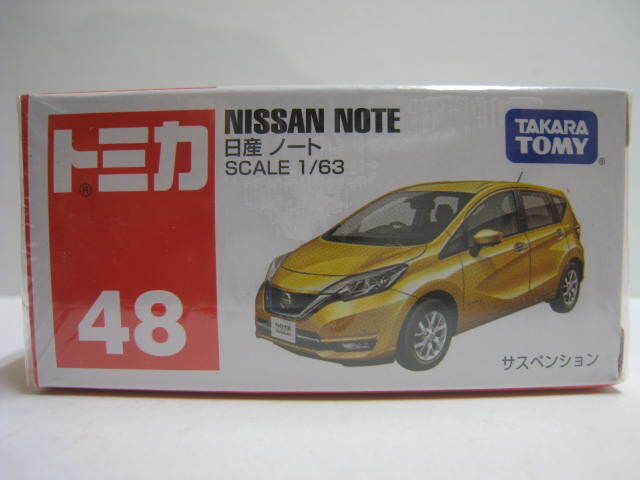 トミカ
®
48
NISSAN NOTE
日産 ノート
SCALE 1/63
TAKARA
TOMY
®
NOTE
サスペンション